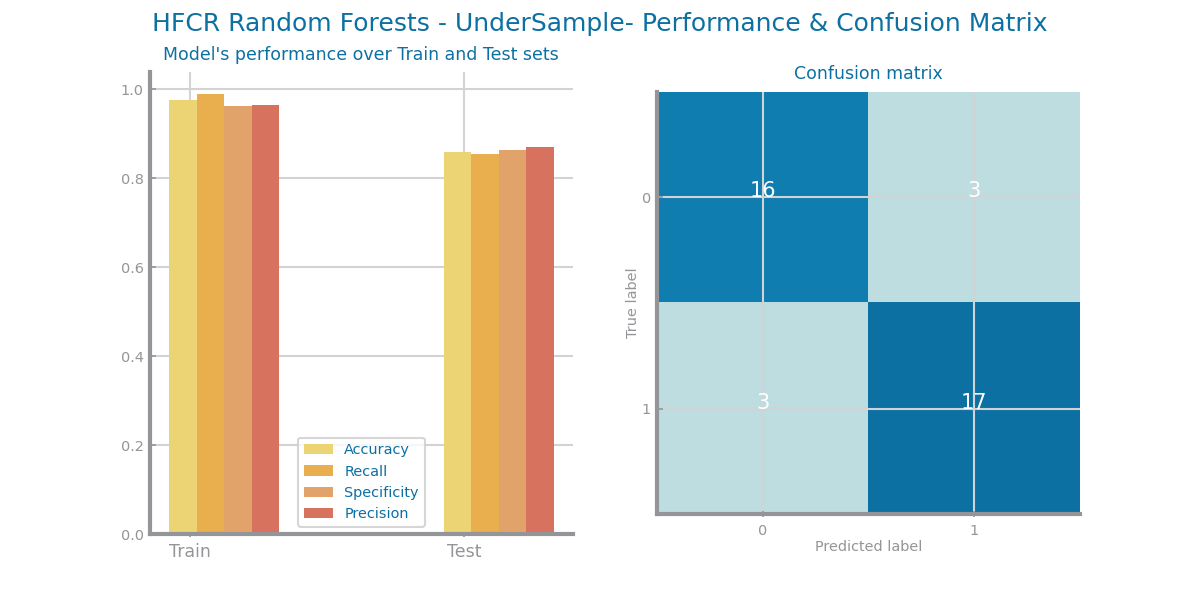 HFCR Random Forests - UnderSample- Performance & Confusion Matrix
Model's performance over Train and Test sets
1.0
0.8
0.6
0.4
0.2
0.0
Train
Test
Accuracy
Recall
Specificity
Precision
Confusion matrix
True label
0
1
16
3
3
17
0
1
Predicted label